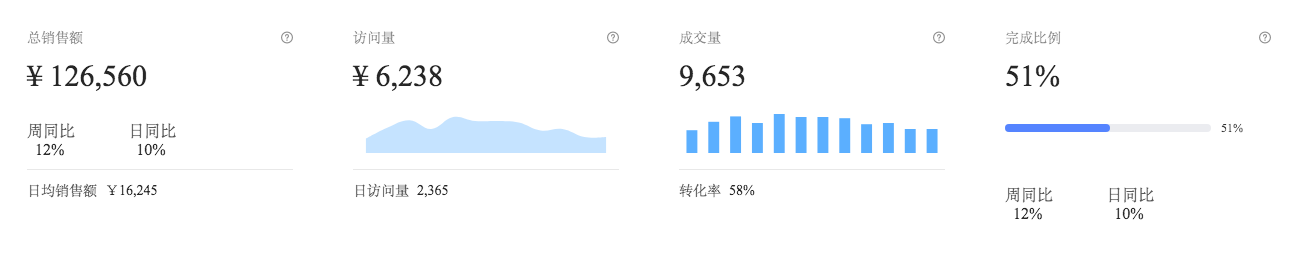 总销售额
¥ 126,560
周同比 日同比
12% 10%
日均销售额 ¥16,245
访问量
¥ 6,238
日访问量 2,365
成交量
9,653
转化率 58%
完成比例
51%
51%
周同比 日同比
12% 10%